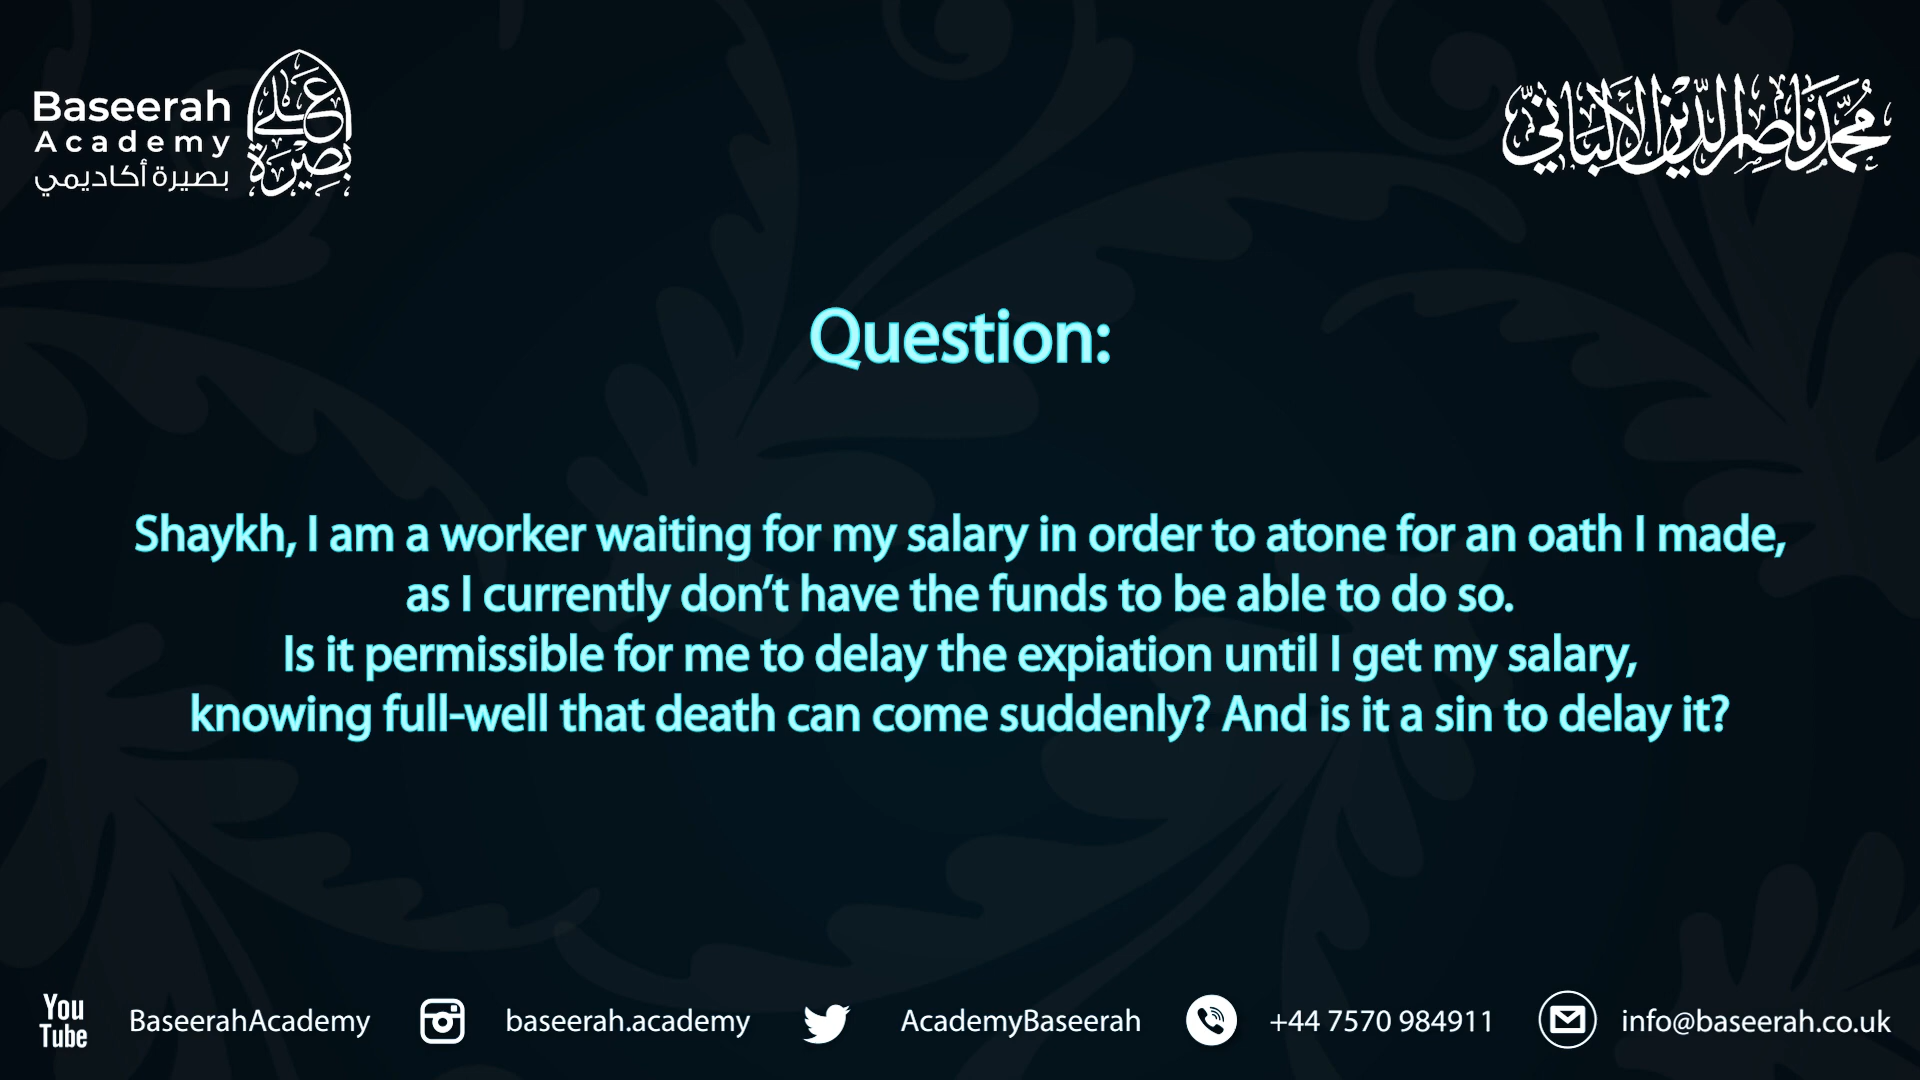 Baseerah
Academy
بصيرة أكاديمي
على
بصيرة
محمد ناصر الدين الألباني
Question:
Shaykh, I am a worker waiting for my salary in order to atone for an oath I made,
as I currently don’t have the funds to be able to do so.
Is it permissible for me to delay the expiation until I get my salary,
knowing full-well that death can come suddenly? And is it a sin to delay it?
You
Tube
BaseerahAcademy
baseerah.academy
AcademyBaseerah
+44 7570 984911
info@baseerah.co.uk